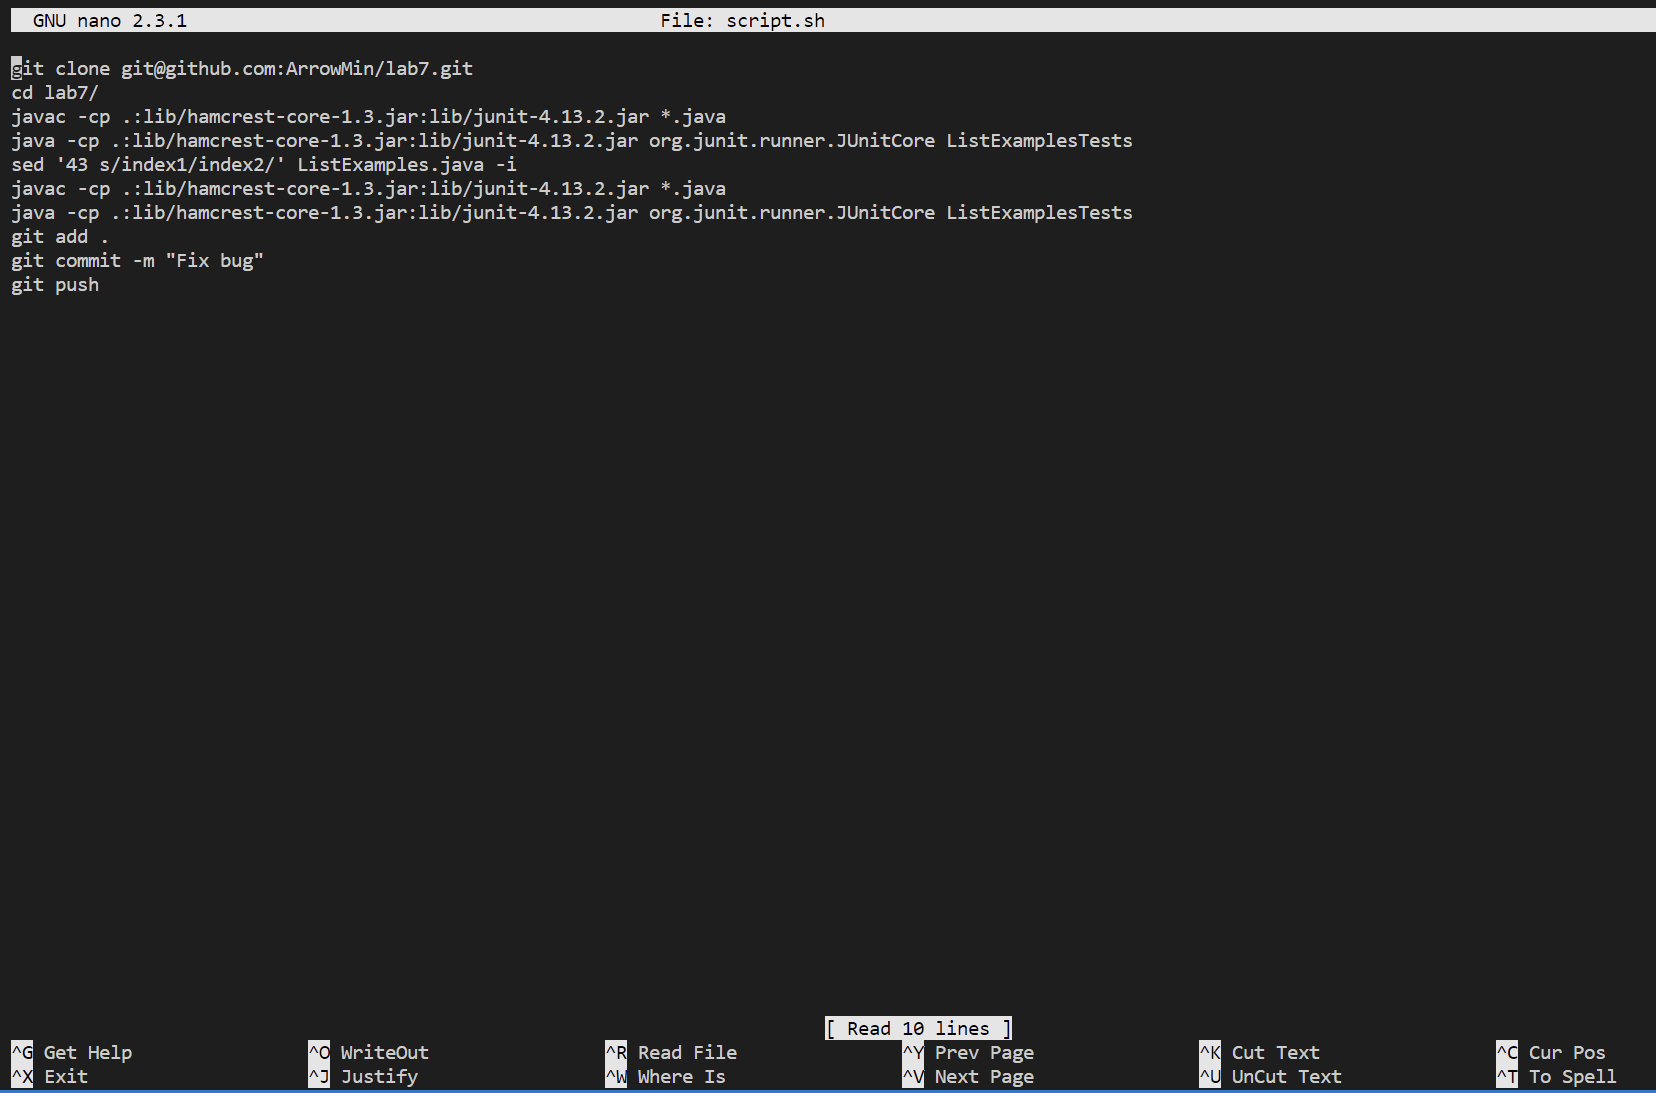 GNU nano 2.3.1 File: script.sh
git clone git@github.com:ArrowMin/lab7.git
cd lab7/
javac -cp .:lib/hamcrest-core-1.3.jar:lib/junit-4.13.2.jar *.java
java -cp .:lib/hamcrest-core-1.3.jar:lib/junit-4.13.2.jar org.junit.runner.JUnitCore ListExamplesTests
sed '43 s/index1/index2/' ListExamples.java -i
javac -cp .:lib/hamcrest-core-1.3.jar:lib/junit-4.13.2.jar *.java
java -cp .:lib/hamcrest-core-1.3.jar:lib/junit-4.13.2.jar org.junit.runner.JUnitCore ListExamplesTests
git add .
git commit -m "Fix bug"
git push
[ Read 10 lines ]
^G Get Help ^O WriteOut ^R Read File ^Y Prev Page ^K Cut Text ^C Cur Pos
^X Exit ^J Justify ^W Where Is ^V Next Page ^U UnCut Text ^T To Spell